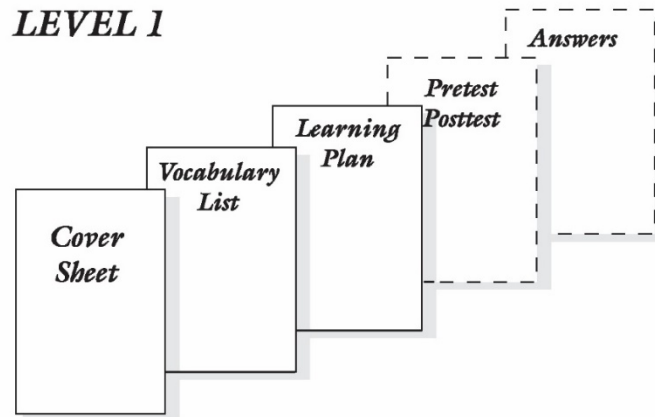 LEVEL 1
Answers
Pretest
Posttest
Learning
Plan
Vocabulary
List
Cover
Sheet